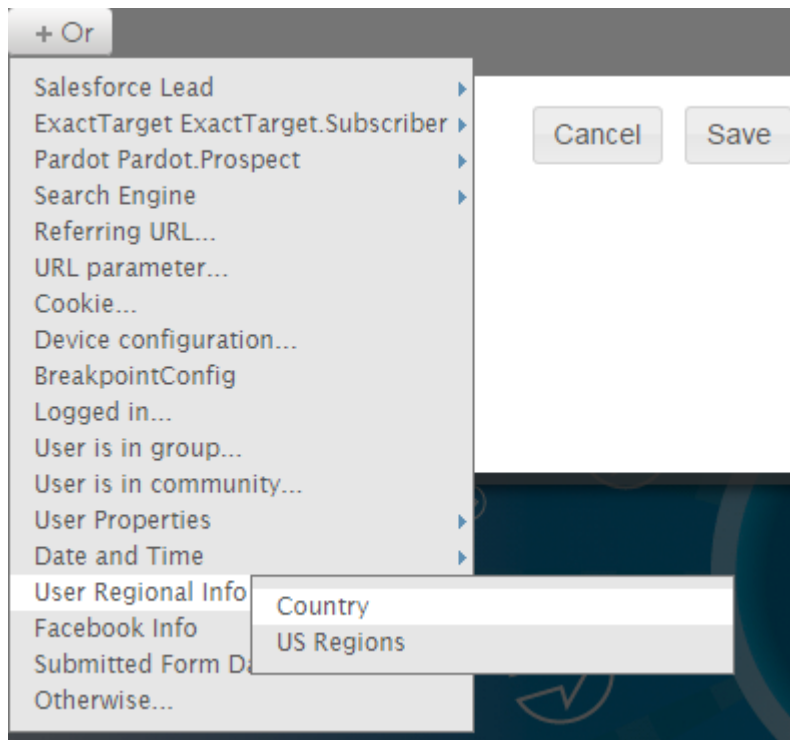 + Or
Salesforce Lead
ExactTarget ExactTarget.Subscriber
Pardot Pardot.Prospect
Search Engine
Referring URL...
URL parameter...
Cookie...
Device configuration...
BreakpointConfig
Logged in...
User is in group...
User is in community...
User Properties
Date and Time
User Regional Info
Facebook Info
Submitted Form
Otherwise...
Country
US Regions
Cancel
Save